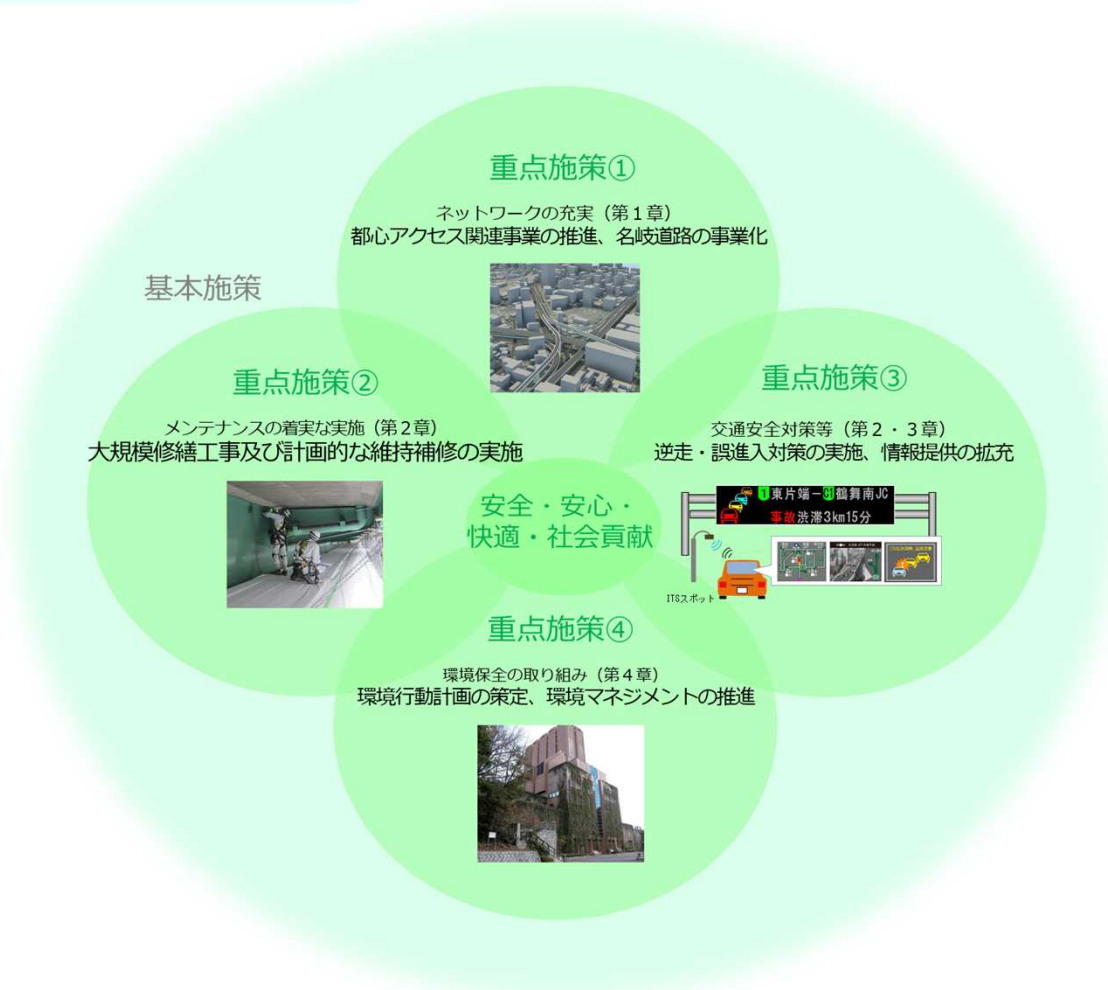 重点施策①
ネットワークの充実（第１章）
都心アクセス関連事業の推進、名岐道路の事業化
基本施策
重点施策②
メンテナンスの着実な実施（第２章）
大規模修繕工事及び計画的な維持補修の実施
重点施策③
交通安全対策等（第２・３章）
逆走・誤進入対策の実施、情報提供の拡充
1東片端－C1鶴舞南JC
事故渋滞3km15分
ITSスポット
安全・安心・
快適・社会貢献
重点施策④
環境保全の取り組み（第４章）
環境行動計画の策定、環境マネジメントの推進